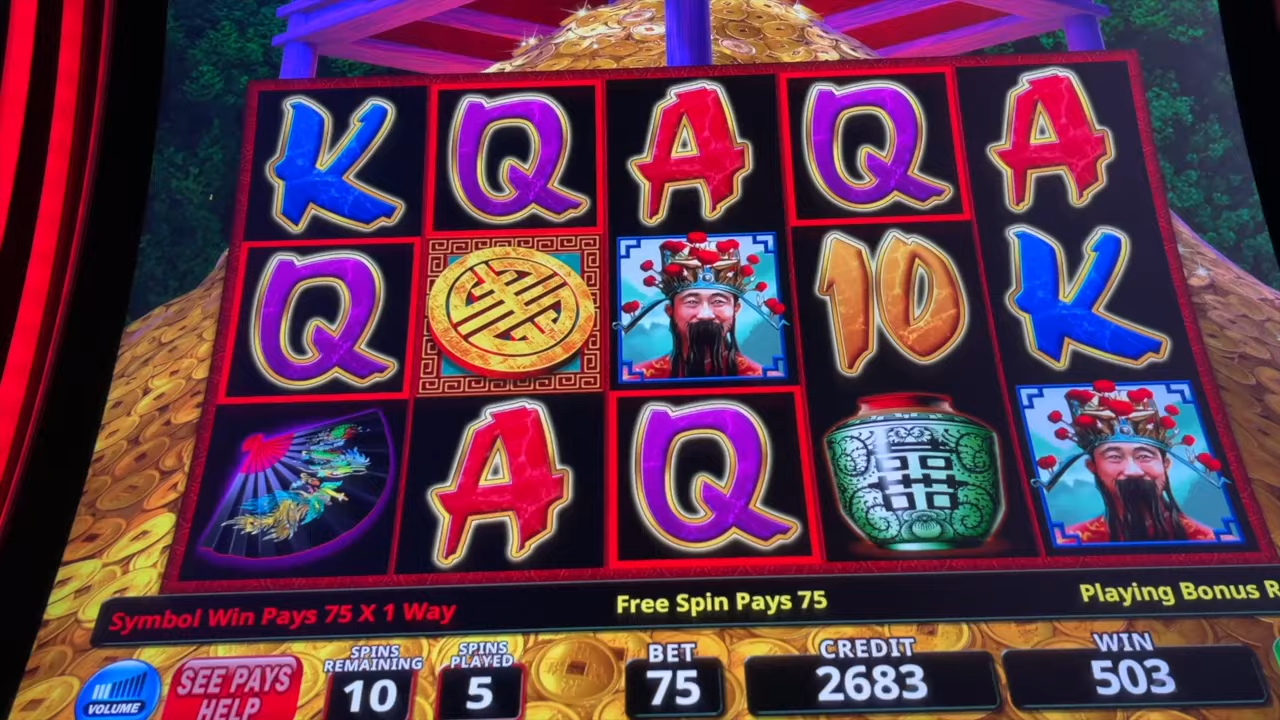 K Q A Q A
Q 10 K
A Q
Symbol Win Pays 75 X 1 Way
Free Spin Pays 75
Playing Bonus R
SPINS REMAINING
10
SPINS PLAYED
5
BET
75
CREDIT
2683
WIN
503
VOLUME
SEE PAYS
HELP